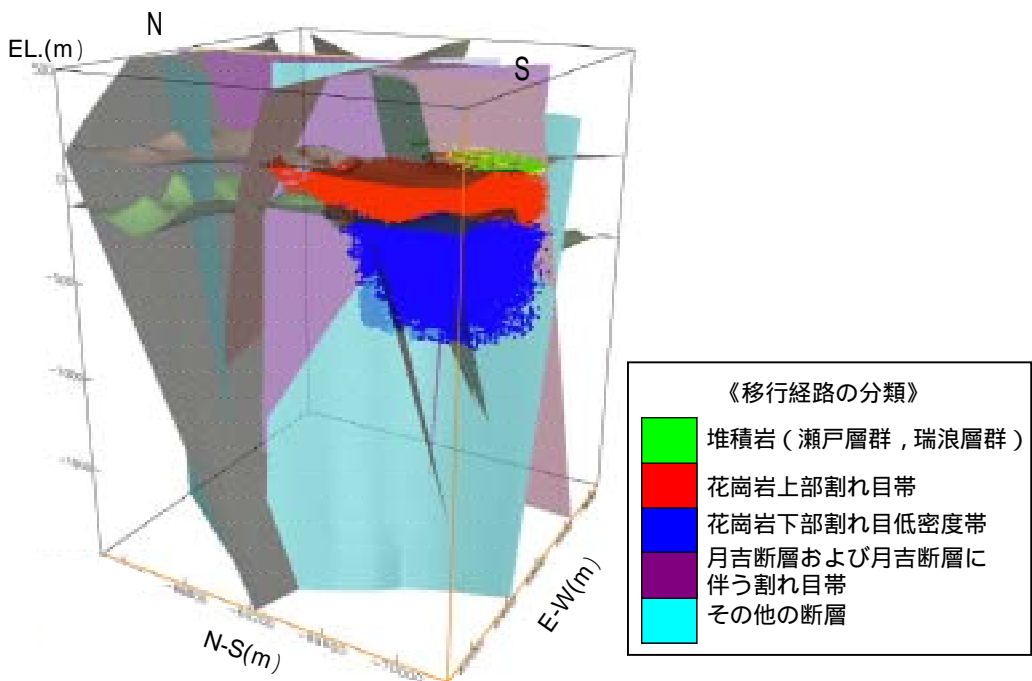 N
EL.(m)
S
0
N-S(m)
E-W(m)
《移行経路の分類》
堆積岩(瀬戸層群,瑞浪層群)
花崗岩上部割れ目帯
花崗岩下部割れ目低密度帯
月吉断層および月吉断層に
伴う割れ目帯
その他の断層